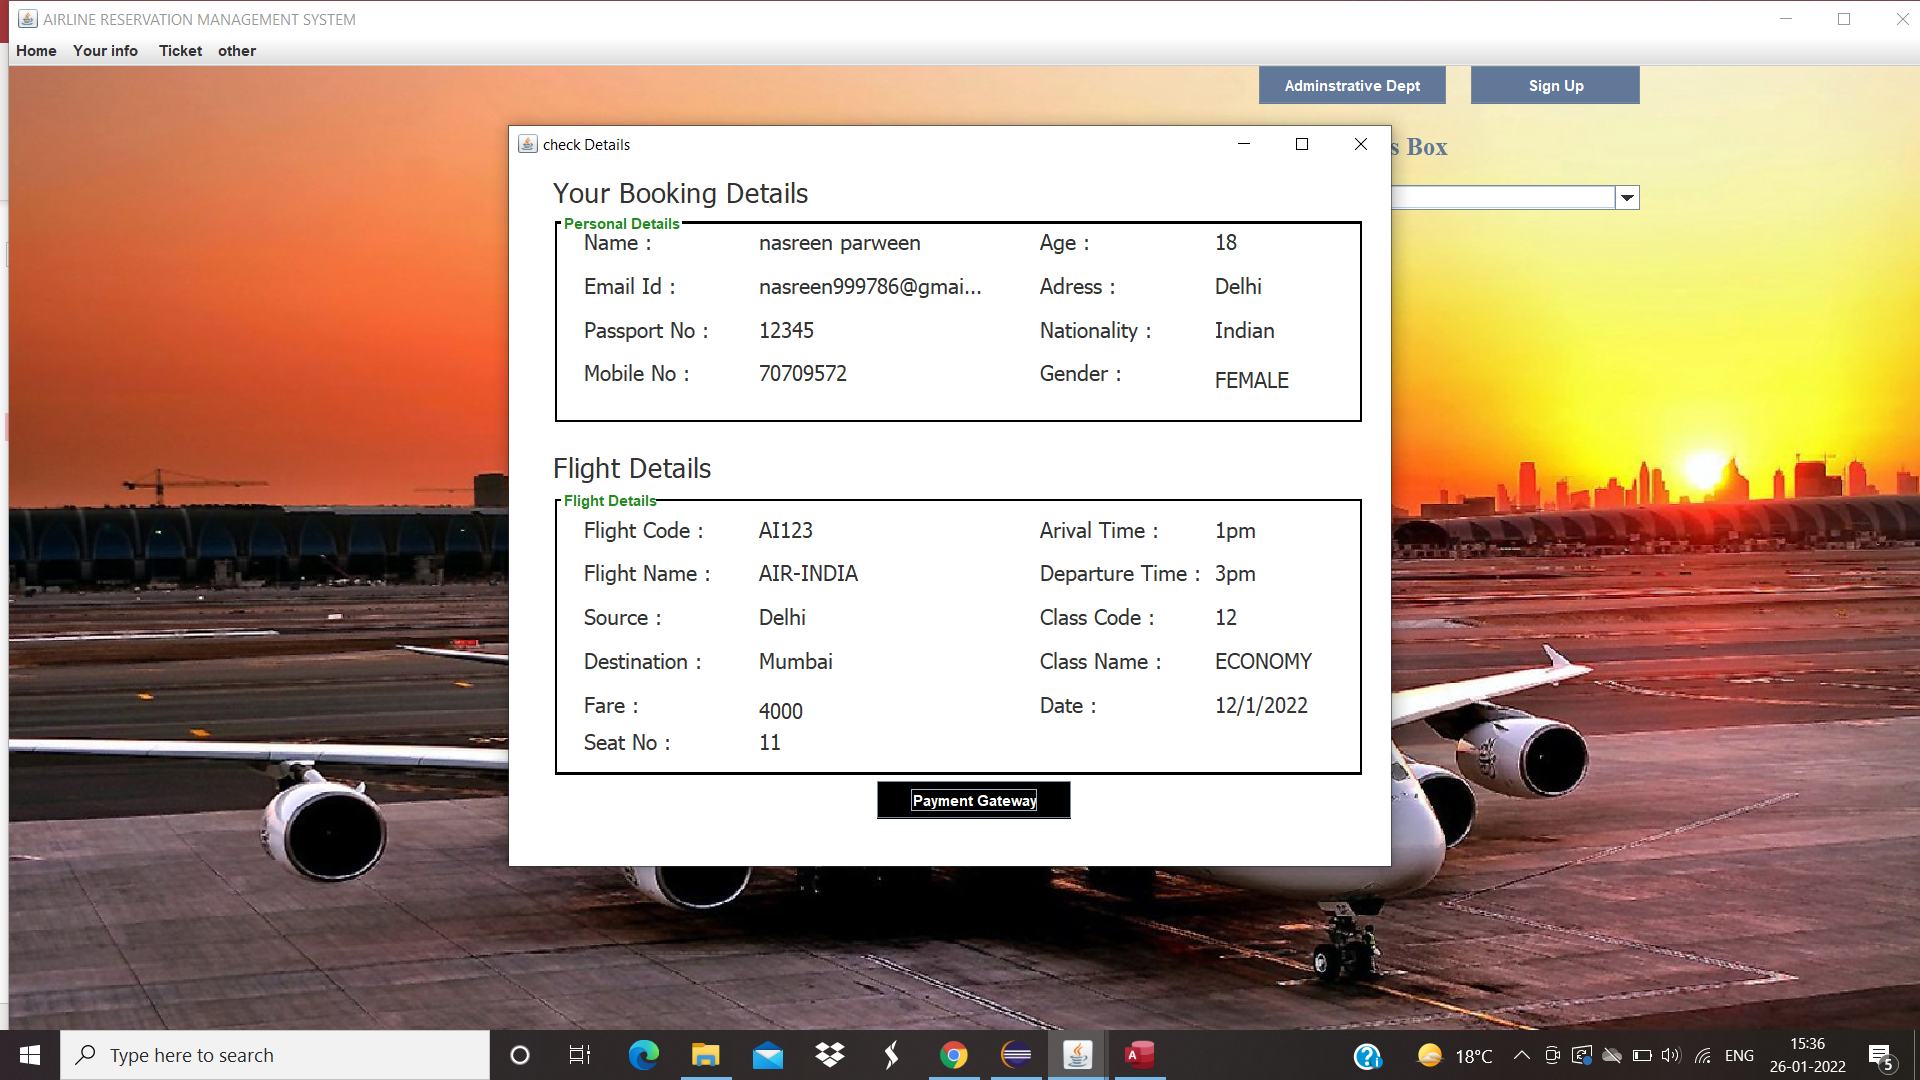 AIRLINE RESERVATION MANAGEMENT SYSTEM
Home Your info Ticket other
Adminstrative Dept Sign Up
s Box
check Details
Your Booking Details
Personal Details
Name : nasreen parween Age : 18
Email Id : nasreen999786@gmai... Adress : Delhi
Passport No : 12345 Nationality : Indian
Mobile No : 70709572 Gender : FEMALE
Flight Details
Flight Details
Flight Code : AI123 Arival Time : 1pm
Flight Name : AIR-INDIA Departure Time : 3pm
Source : Delhi Class Code : 12
Destination : Mumbai Class Name : ECONOMY
Fare : 4000 Date : 12/1/2022
Seat No : 11
Payment Gateway
Type here to search
A
18°C
ENG
15:36
26-01-2022
5